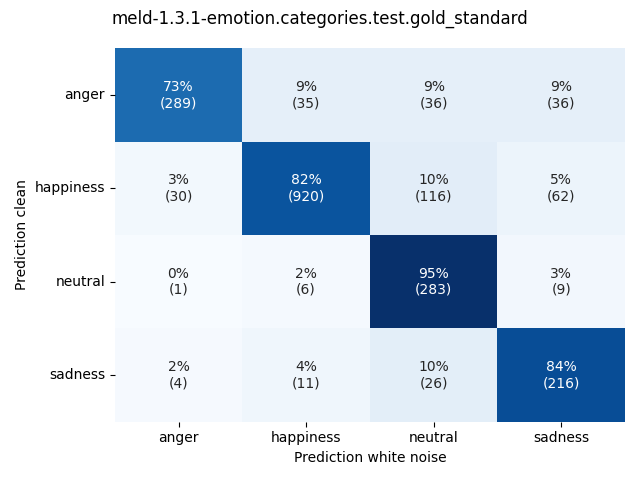 meld-1.3.1-emotion.categories.test.gold_standard
Prediction clean
anger
73%
(289)
9%
(35)
9%
(36)
9%
(36)
happiness
3%
(30)
82%
(920)
10%
(116)
5%
(62)
neutral
0%
(1)
2%
(6)
95%
(283)
3%
(9)
sadness
2%
(4)
4%
(11)
10%
(26)
84%
(216)
anger
happiness
neutral
sadness
Prediction white noise